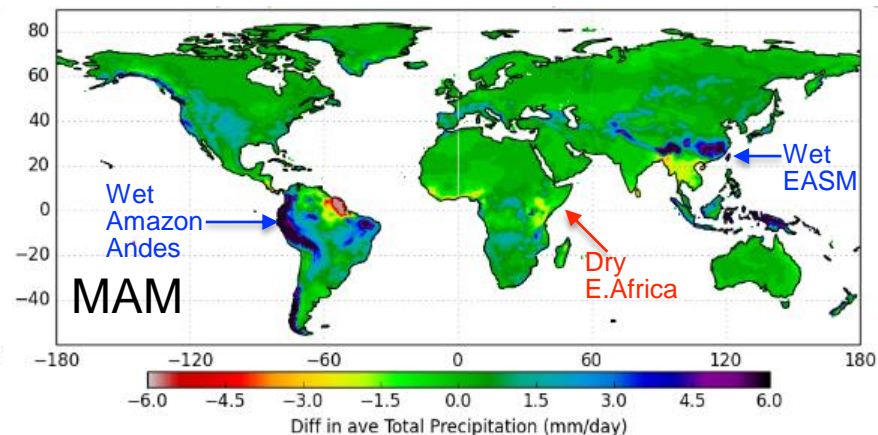 80
60
40
20
0
−20
−40
Wet
EASM
Wet
Amazon
Andes
Dry
E.Africa
MAM
−180 −120 −60 0 60 120 180
−6.0 −4.5 −3.0 −1.5 0.0 1.5 3.0 4.5 6.0
Diff in ave Total Precipitation (mm/day)